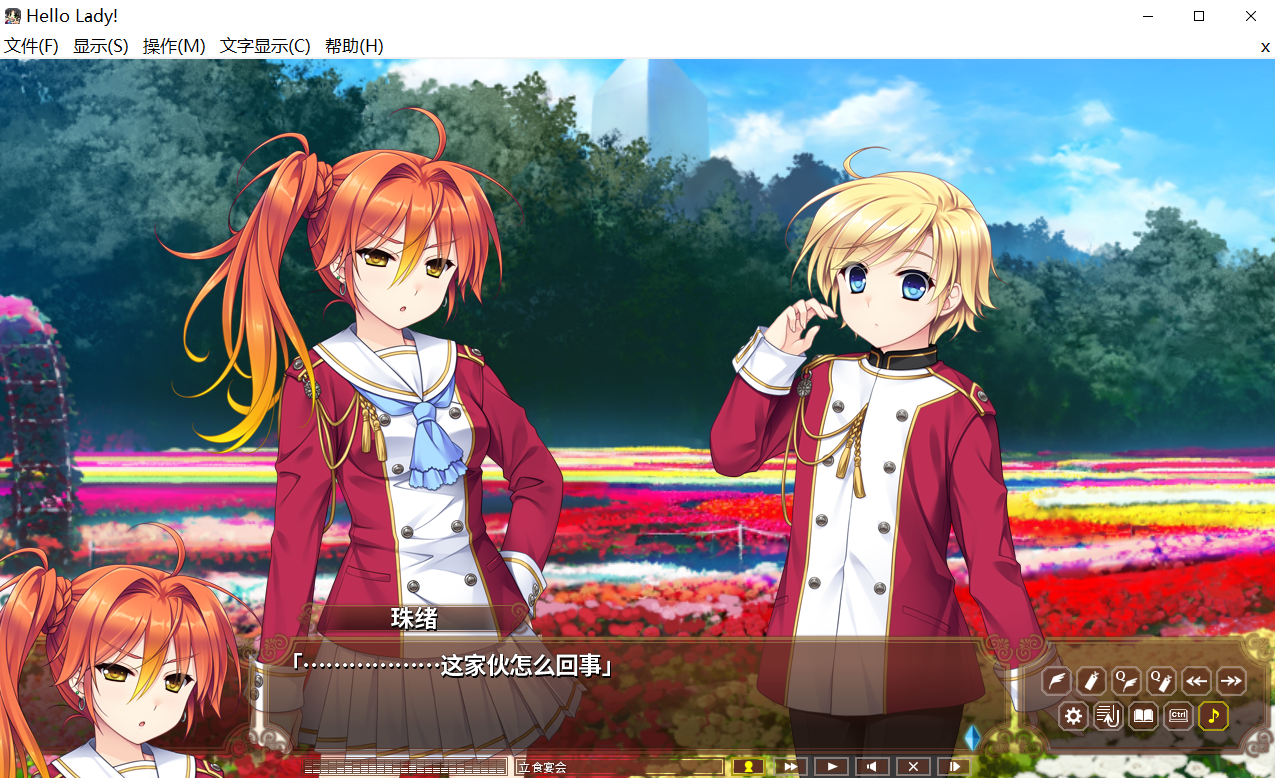 Hello Lady!
文件(F) 显示(S) 操作(M) 文字显示(C) 帮助(H)
x
珠绪
「………………这家伙怎么回事」
Q Q
Ctrl
立食宴会